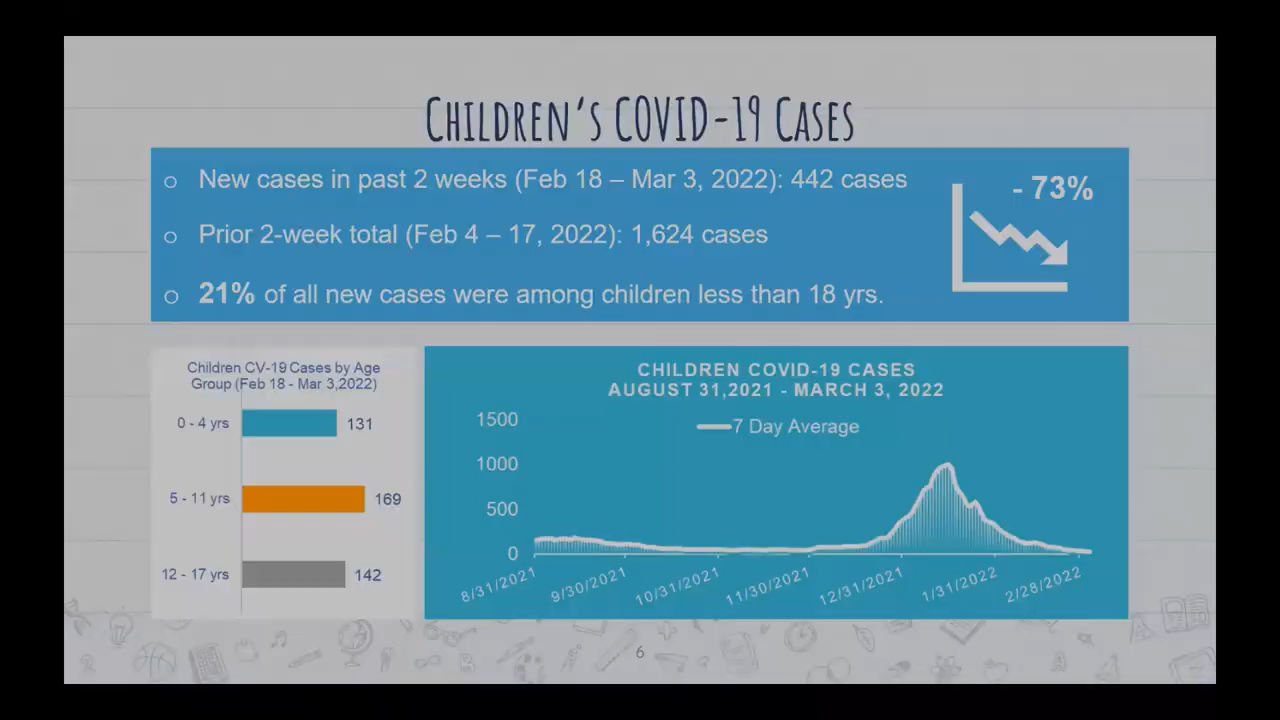 CHILDREN'S COVID-19 CASES
○ New cases in past 2 weeks (Feb 18 – Mar 3, 2022): 442 cases
- 73%
○ Prior 2-week total (Feb 4 – 17, 2022): 1,624 cases
○ 21% of all new cases were among children less than 18 yrs.
Children CV-19 Cases by Age
Group (Feb 18 - Mar 3,2022)
0 - 4 yrs 131
5 - 11 yrs 169
12 - 17 yrs 142
CHILDREN COVID-19 CASES
AUGUST 31,2021 - MARCH 3, 2022
7 Day Average
1500
1000
500
0
8/31/2021 9/30/2021 10/31/2021 11/30/2021 12/31/2021 1/31/2022 2/28/2022
6